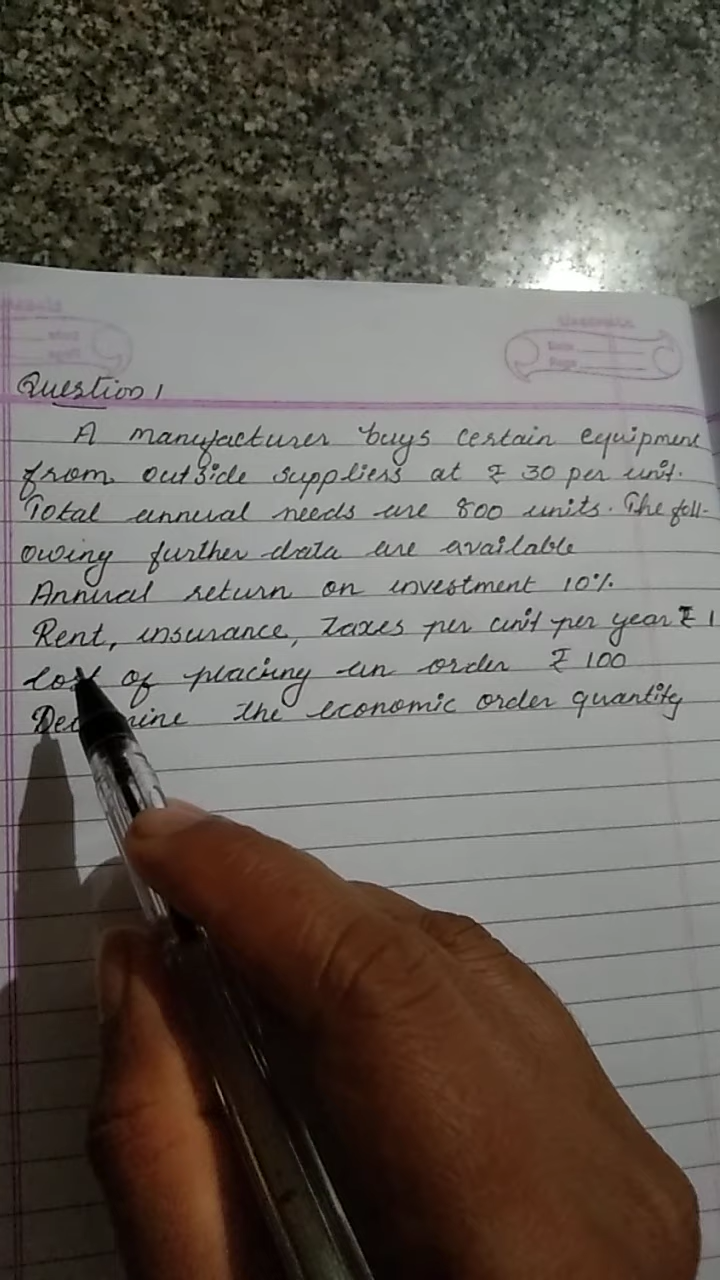 Question 1
A manufacturer buys certain equipment
from outside suppliers at ₹ 30 per unit.
Total annual needs are 800 units. The foll-
owing further data are available
Annual return on investment 10%
Rent, insurance, taxes per unit per year ₹ 1
Cost of placing an order ₹ 100
the economic order quantity